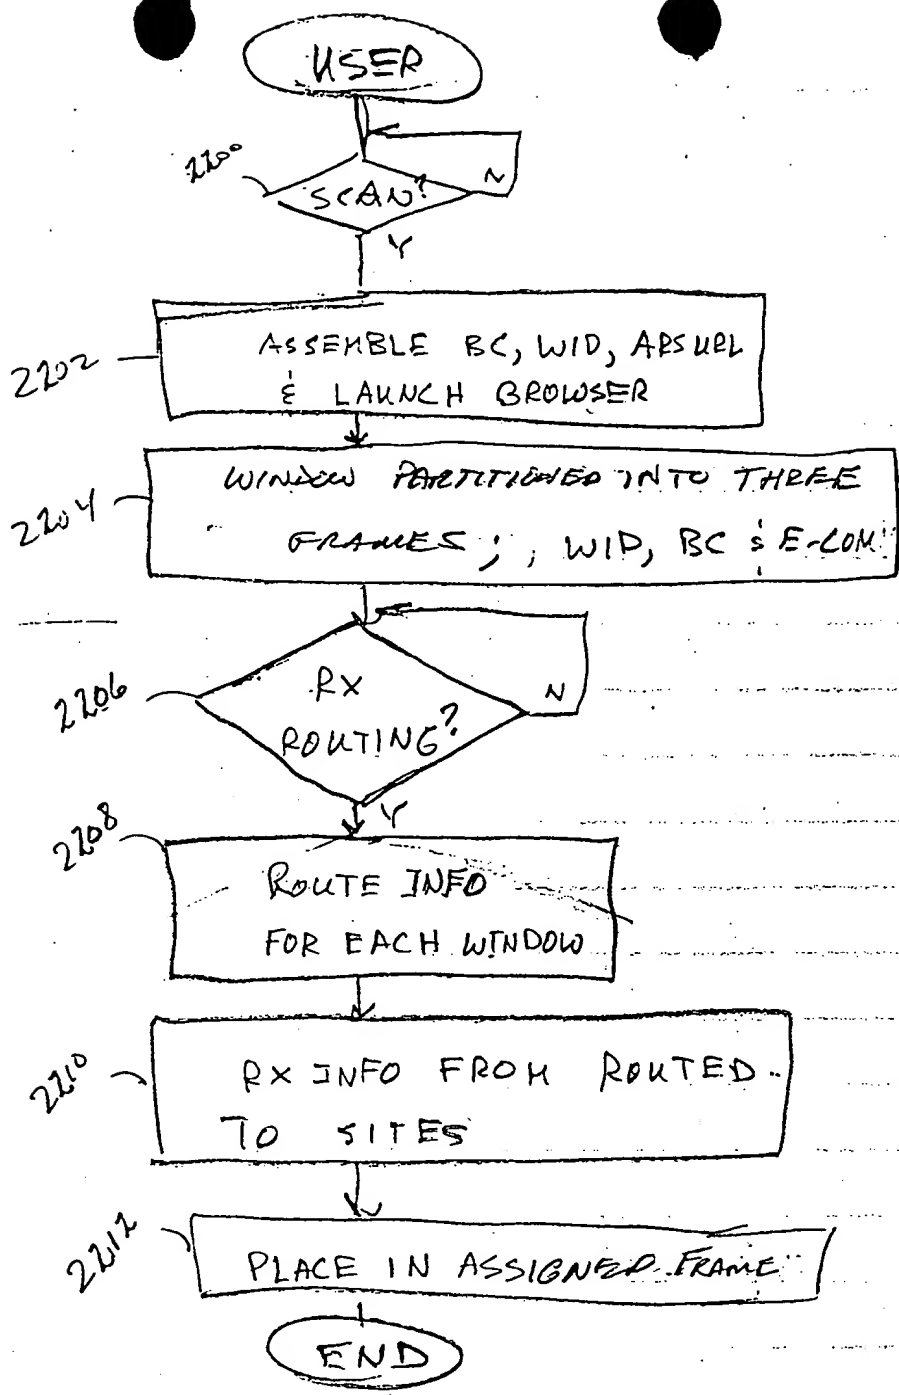 USER
2200
SCAN?
N
Y
2202
ASSEMBLE BC, WID, ARSURL
& LAUNCH BROWSER
2204
WINDOW PARTITIONED INTO THREE
FRAMES; , WID, BC & E-COM
2206
RX
ROUTING?
N
Y
2208
ROUTE INFO
FOR EACH WINDOW
2210
RX INFO FROM ROUTED
TO SITES
2212
PLACE IN ASSIGNED FRAME
END